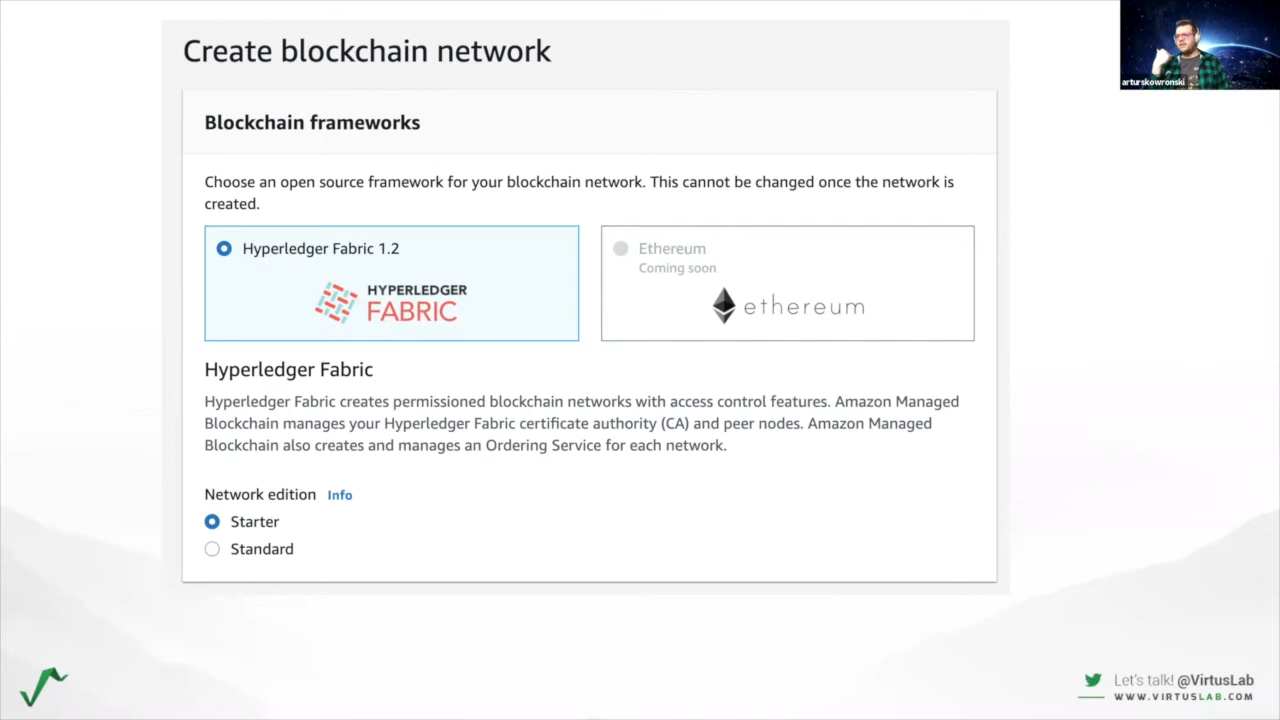 Create blockchain network
arturskowronski
Blockchain frameworks
Choose an open source framework for your blockchain network. This cannot be changed once the network is
created.
Hyperledger Fabric 1.2
HYPERLEDGER
FABRIC
Ethereum
Coming soon
ethereum
Hyperledger Fabric
Hyperledger Fabric creates permissioned blockchain networks with access control features. Amazon Managed
Blockchain manages your Hyperledger Fabric certificate authority (CA) and peer nodes. Amazon Managed
Blockchain also creates and manages an Ordering Service for each network.
Network edition Info
Starter
Standard
Let's talk! @VirtusLab
WWW.VIRTUSLAB.COM